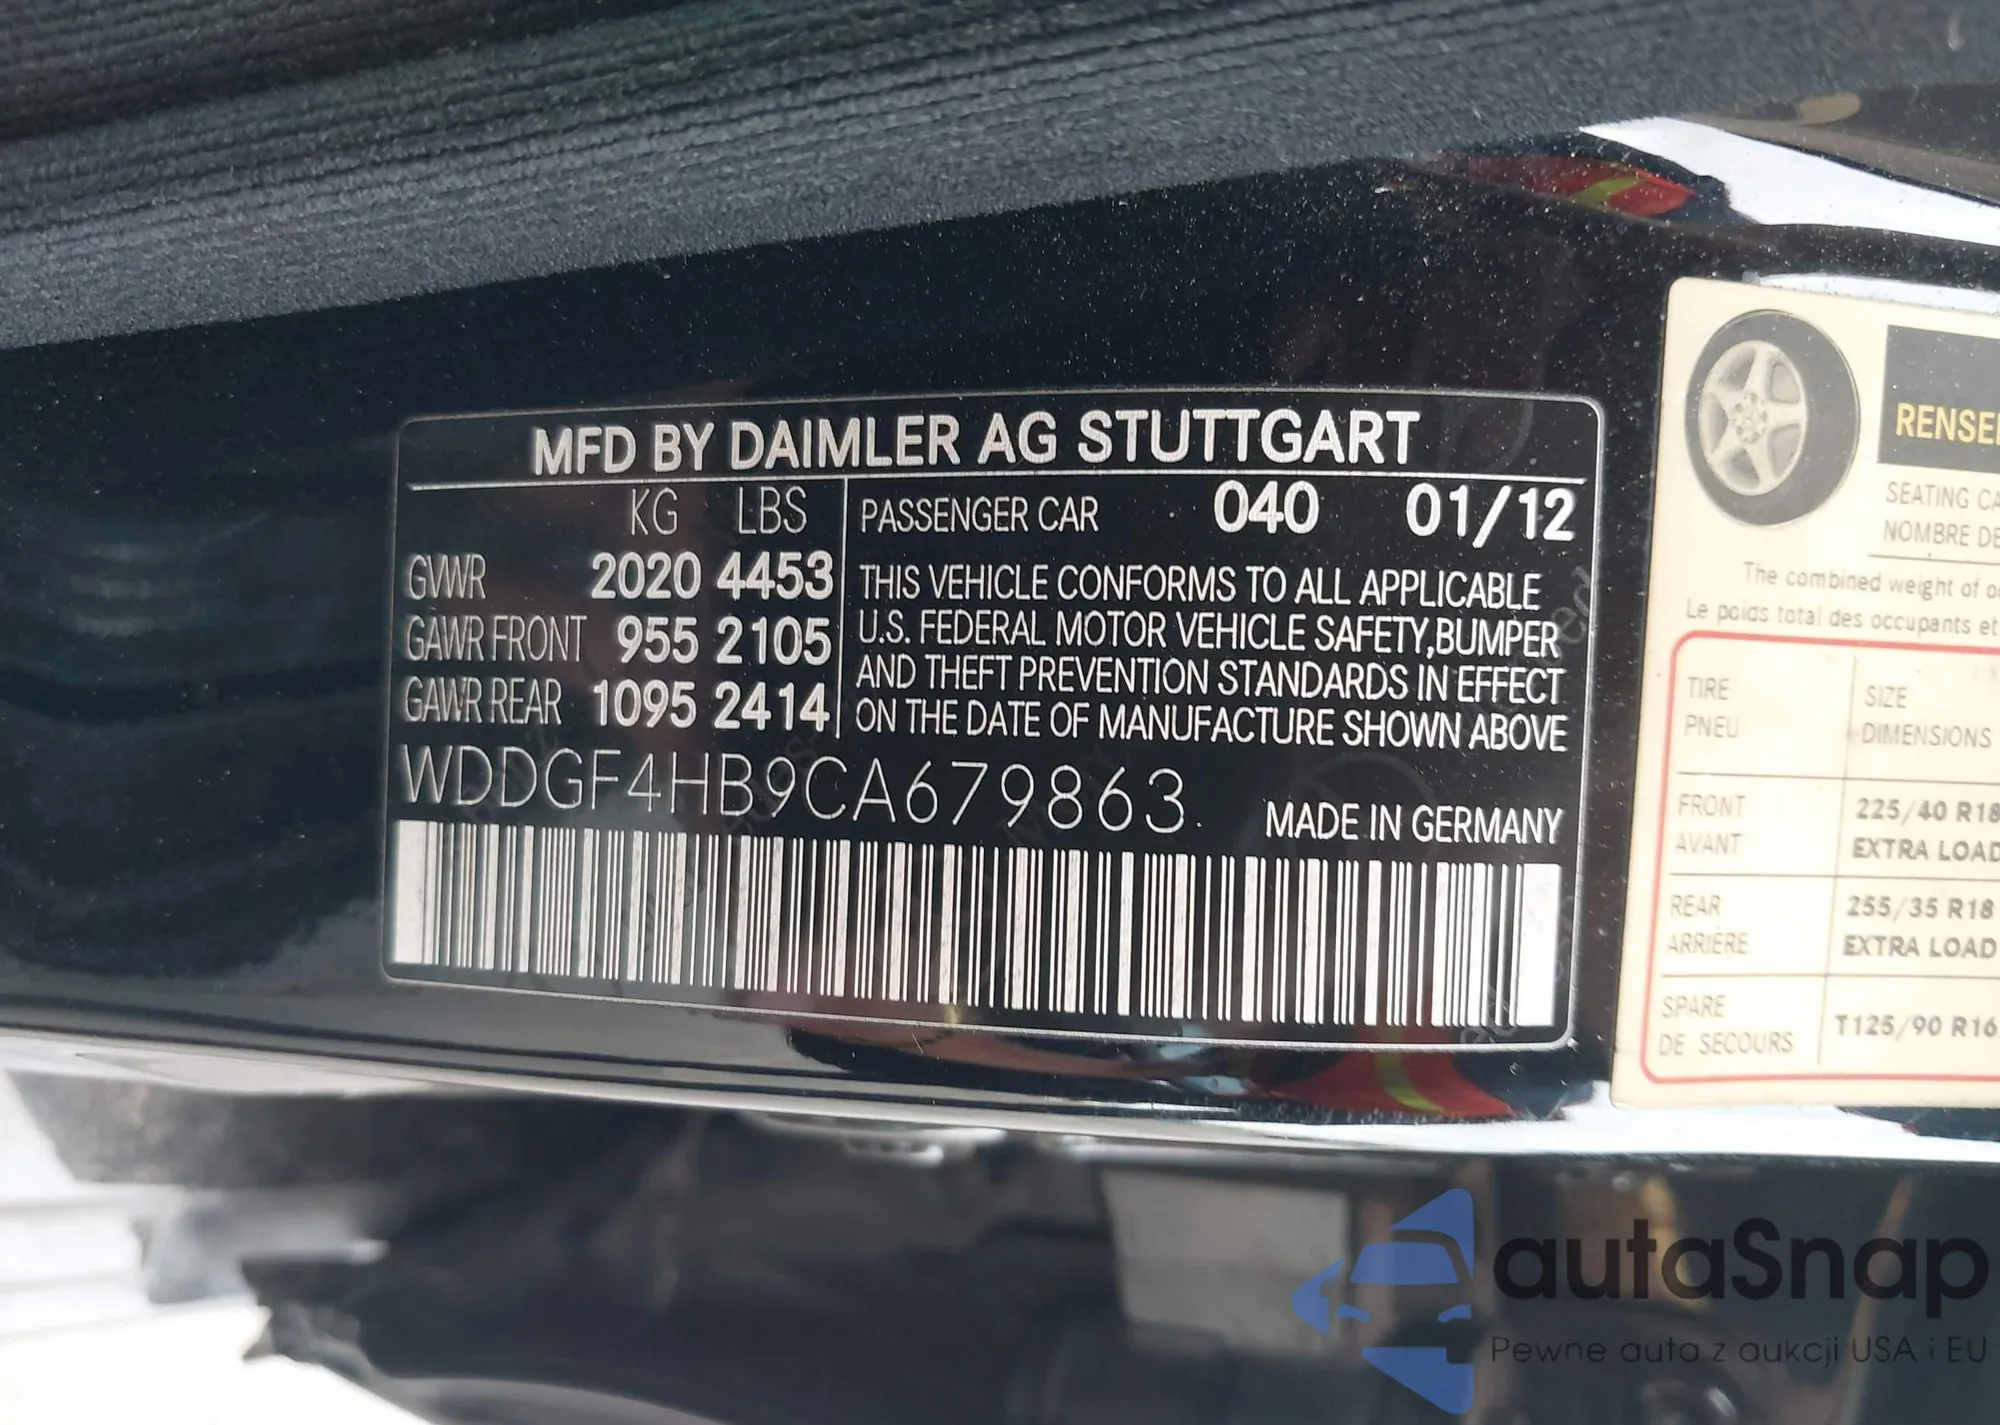 MFD BY DAIMLER AG STUTTGART
KG LBS
GVWR 2020 4453
GAWR FRONT 955 2105
GAWR REAR 1095 2414
PASSENGER CAR 040 01/12
THIS VEHICLE CONFORMS TO ALL APPLICABLE
U.S. FEDERAL MOTOR VEHICLE SAFETY,BUMPER
AND THEFT PREVENTION STANDARDS IN EFFECT
ON THE DATE OF MANUFACTURE SHOWN ABOVE
WDDGF4HB9CA679863
MADE IN GERMANY
SEATING
NOMBRE
The combined weight of
Le poids total des occupants et
TIRE SIZE
PNEU DIMENSIONS
FRONT 225/40 R18
AVANT EXTRA LOAD
REAR 255/35 R18
ARRIÈRE EXTRA LOAD
SPARE T125/90 R16
DE SECOURS
autaSnap
Pewne auta z aukcji USA i EU